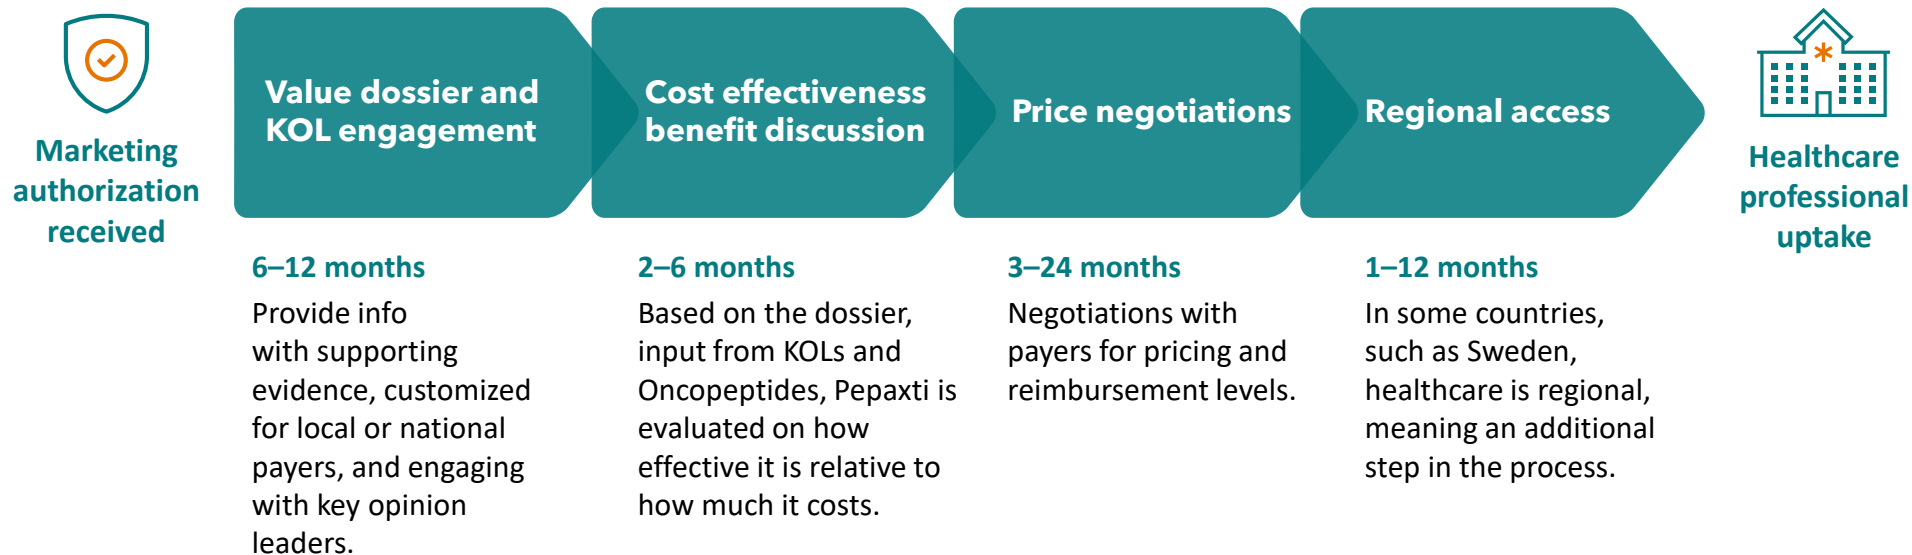 Marketing
authorization
received
Value dossier and
KOL engagement
6–12 months
Provide info
with supporting
evidence, customized
for local or national
payers, and engaging
with key opinion
leaders.
Cost effectiveness
benefit discussion
2–6 months
Based on the dossier,
input from KOLs and
Oncopeptides, Pepaxti is
evaluated on how
effective it is relative to
how much it costs.
Price negotiations
3–24 months
Negotiations with
payers for pricing and
reimbursement levels.
Regional access
1–12 months
In some countries,
such as Sweden,
healthcare is regional,
meaning an additional
step in the process.
Healthcare
professional
uptake